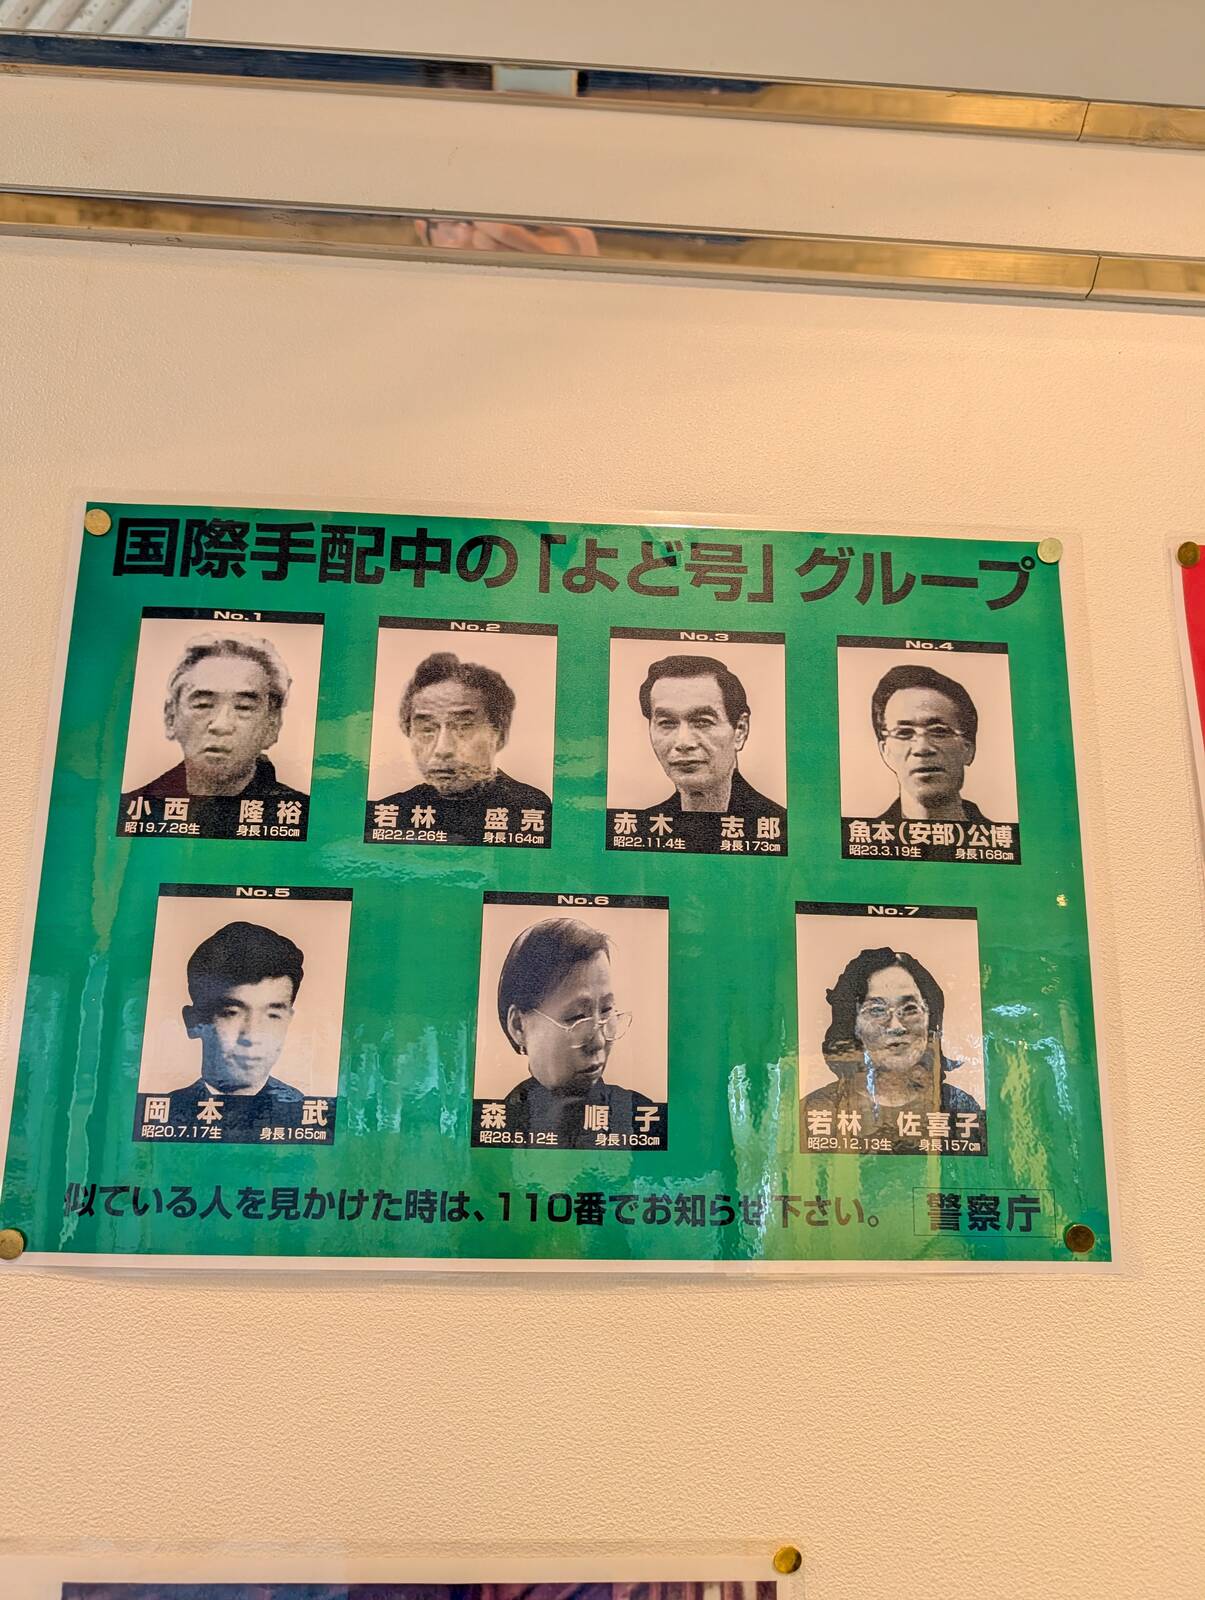 国際手配中の「よど号」グループ
No.1
小西 隆裕
昭19.7.28生 身長165cm
No.2
若林 盛亮
昭22.2.26生 身長164cm
No.3
赤木 志郎
昭22.11.4生 身長173cm
No.4
魚本(安部)公博
昭23.3.19生 身長168cm
No.5
岡本 武
昭20.7.17生 身長165cm
No.6
森 順子
昭28.5.12生 身長163cm
No.7
若林 佐喜子
昭29.12.13生 身長157cm
似ている人を見かけた時は、110番でお知らせ下さい。 警察庁